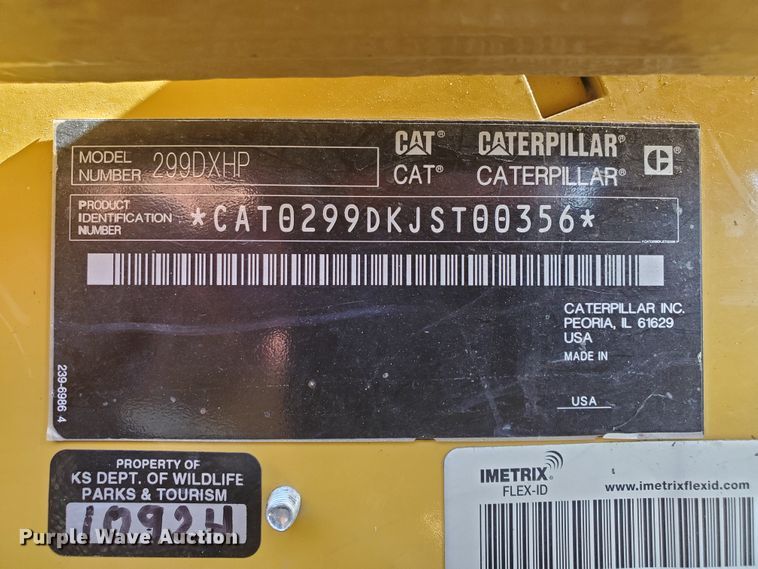 MODEL NUMBER 299DXHP
CAT® CATERPILLAR®
CAT® CATERPILLAR®
PRODUCT IDENTIFICATION NUMBER *CAT0299DKJST00356*
CATERPILLAR INC.
PEORIA, IL 61629
USA
MADE IN
USA
239-6986 4
PROPERTY OF
KS DEPT. OF WILDLIFE
PARKS & TOURISM
10924
IMETRIX®
FLEX-ID
www.imetrixflexid.com
Purple Wave Auction